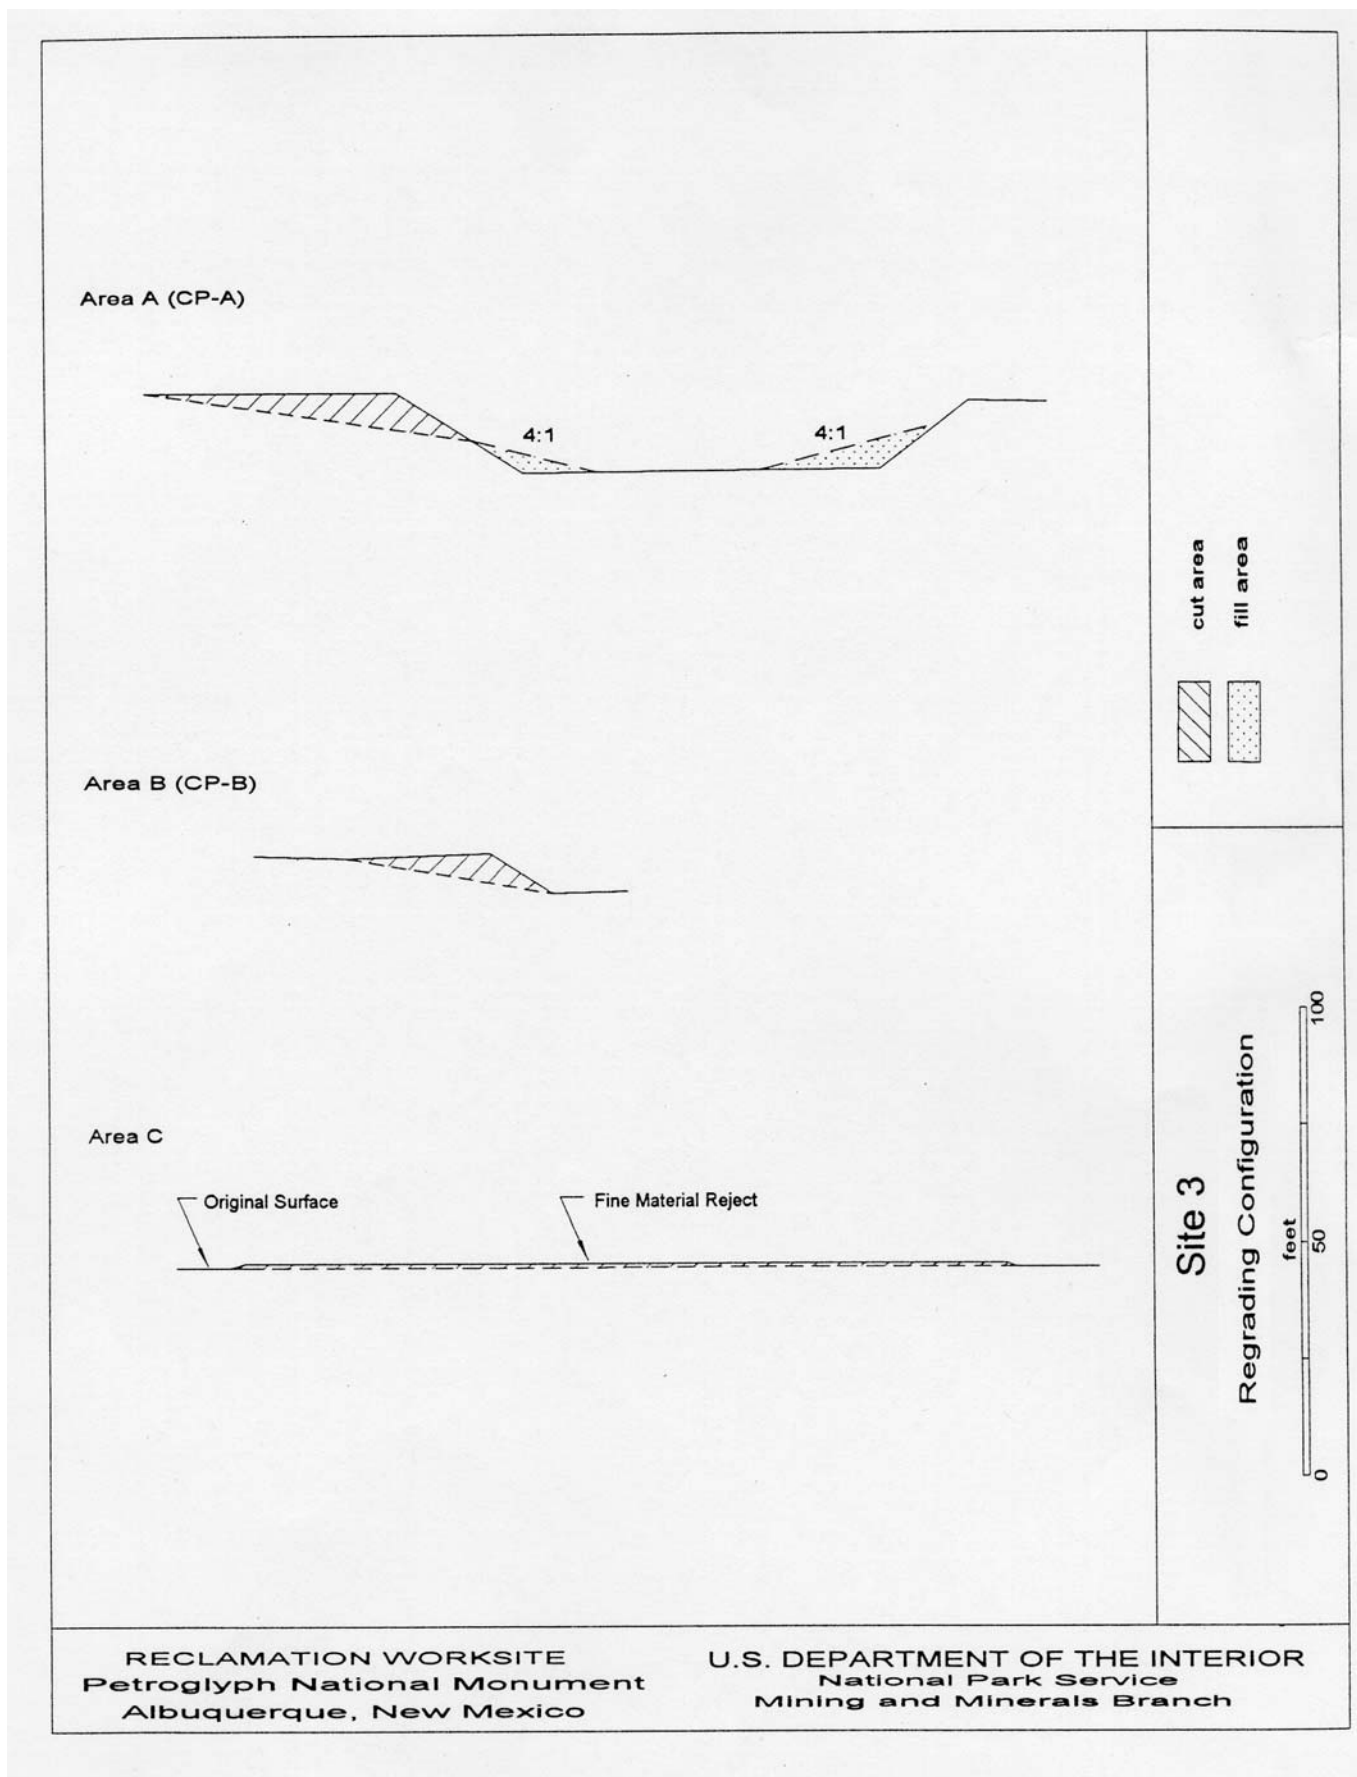 Area A (CP-A)
4:1
4:1
cut area
fill area
Area B (CP-B)
Area C
Original Surface
Fine Material Reject
Site 3
Regrading Configuration
feet
0
50
100
RECLAMATION WORKSITE
Petroglyph National Monument
Albuquerque, New Mexico
U.S. DEPARTMENT OF THE INTERIOR
National Park Service
Mining and Minerals Branch